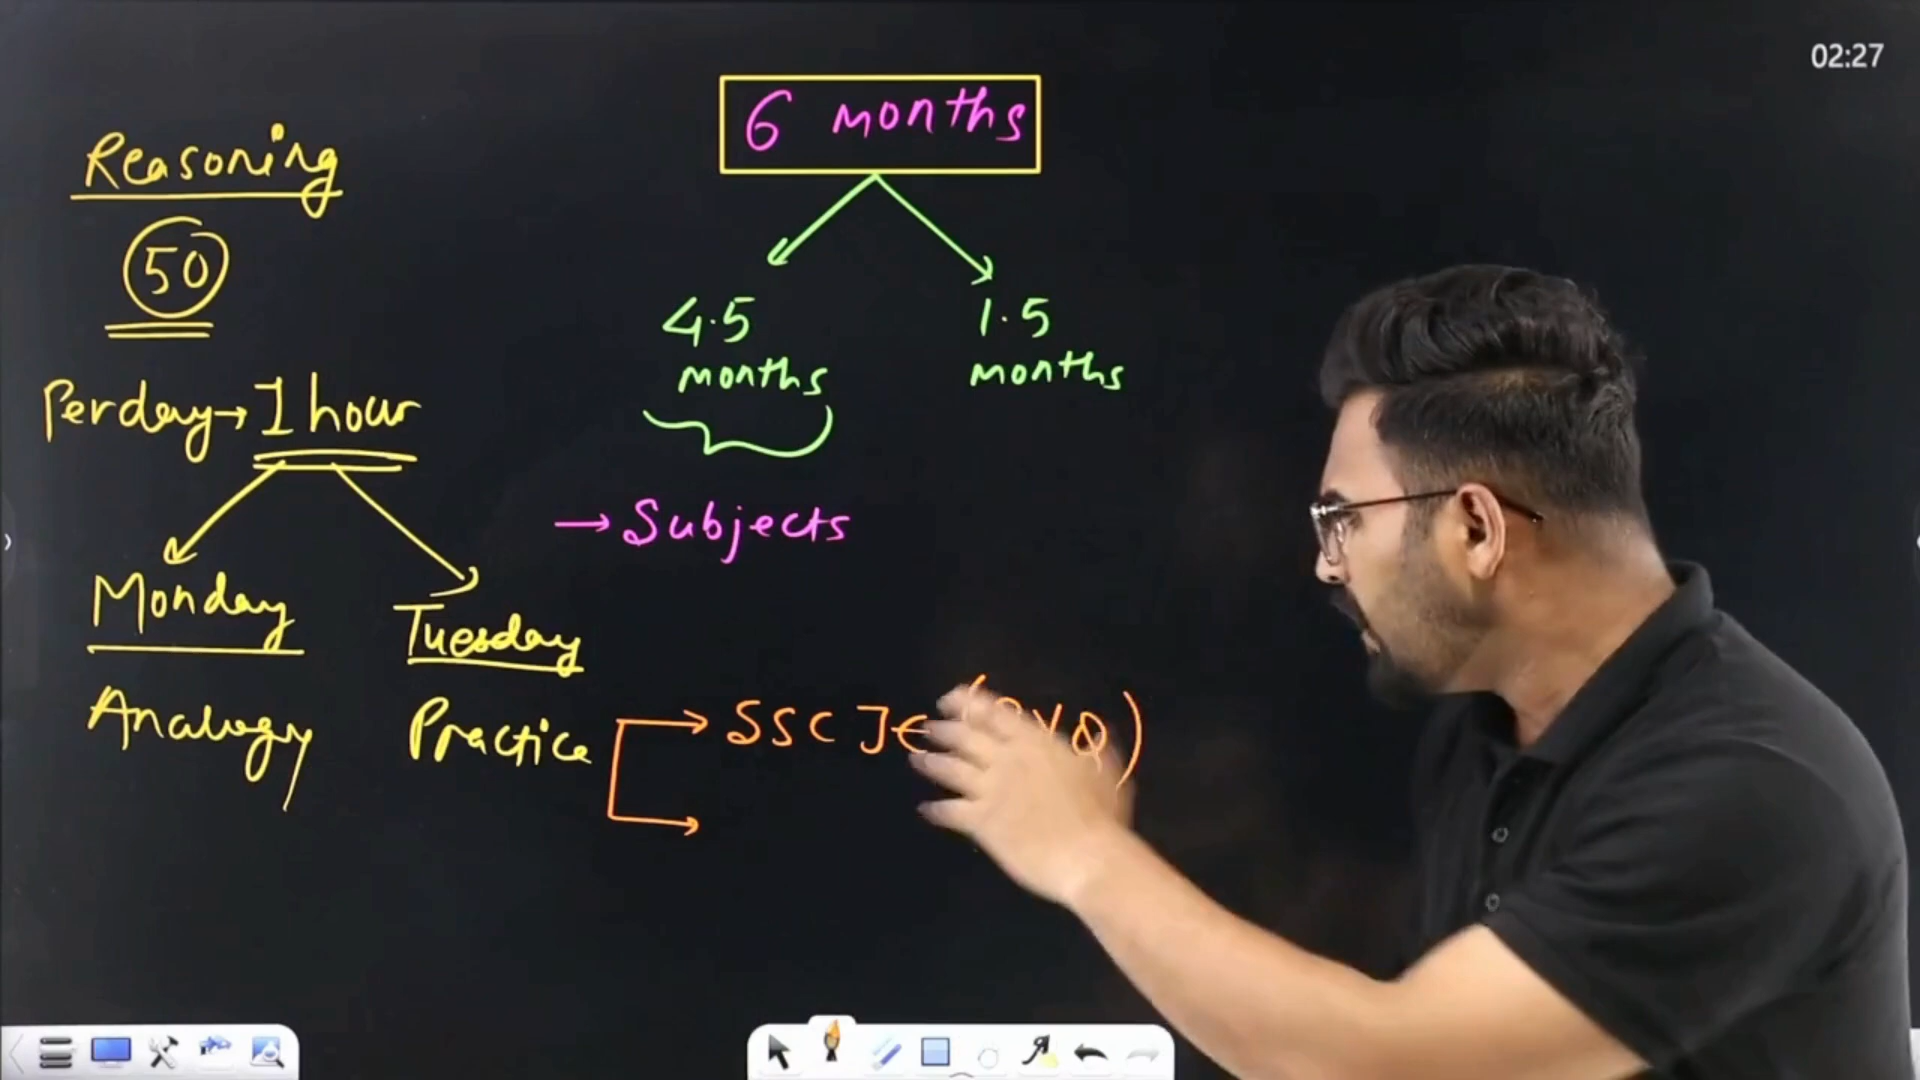 02:27
6 months
Reasoning
50
4.5
months
1.5
months
Perday→ 1 hour
→ Subjects
Monday
Tuesday
Analogy
Practice
SSC JE